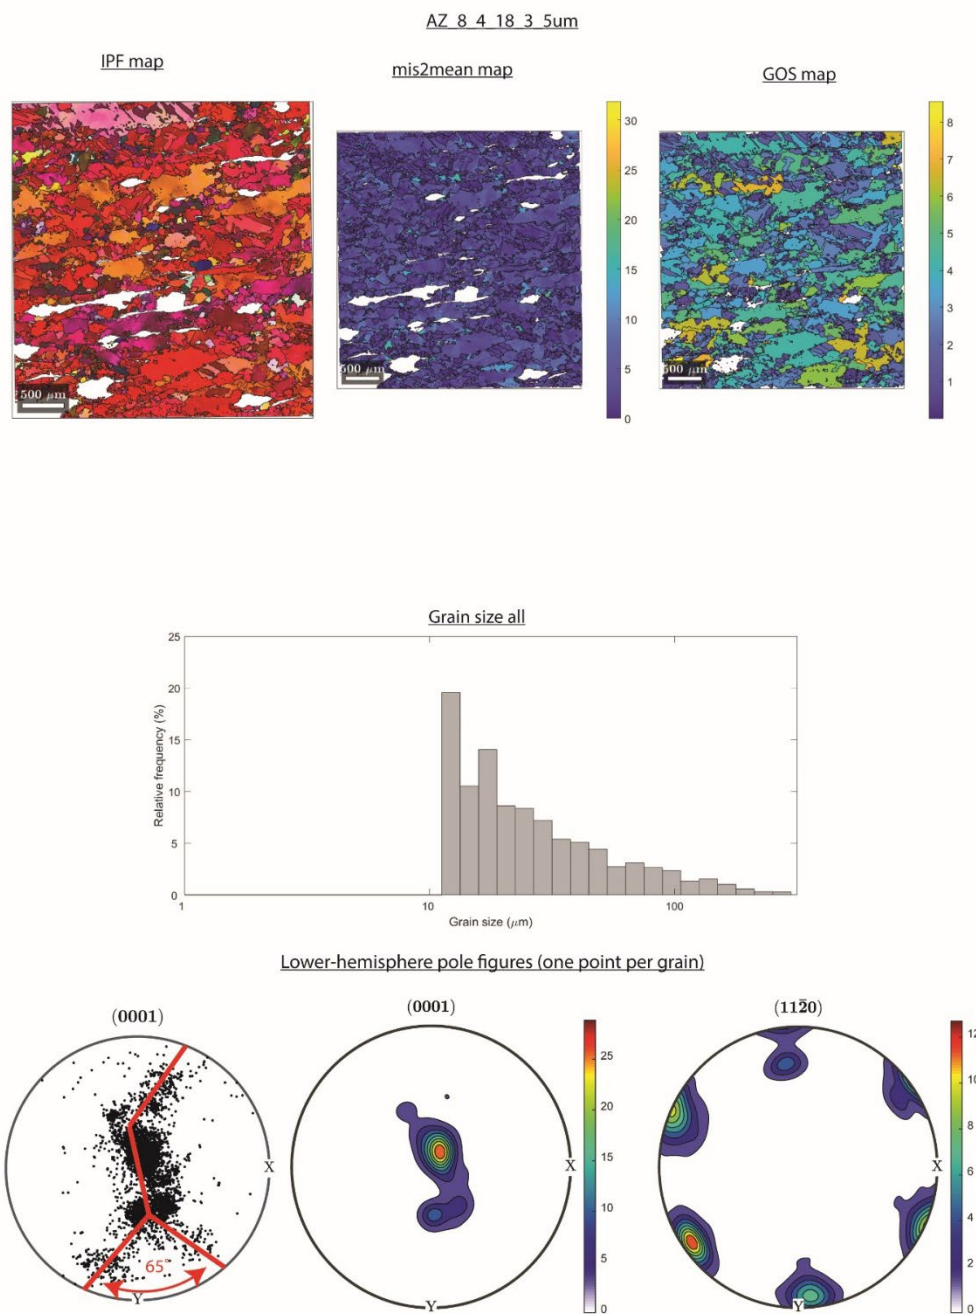 AZ_8_4_18_3_5um
IPF map
mis2mean map
GOS map
30
25
20
15
10
5
0
8
7
6
5
4
3
2
1
500 μm
500 μm
500 μm
Grain size all
25
20
15
10
5
0
Relative frequency (%)
1
10
100
Grain size (μm)
Lower-hemisphere pole figures (one point per grain)
(0001)
(0001)
(112̄0)
X
Y
65°
X
Y
25
20
15
10
5
0
X
Y
12
10
8
6
4
2
0